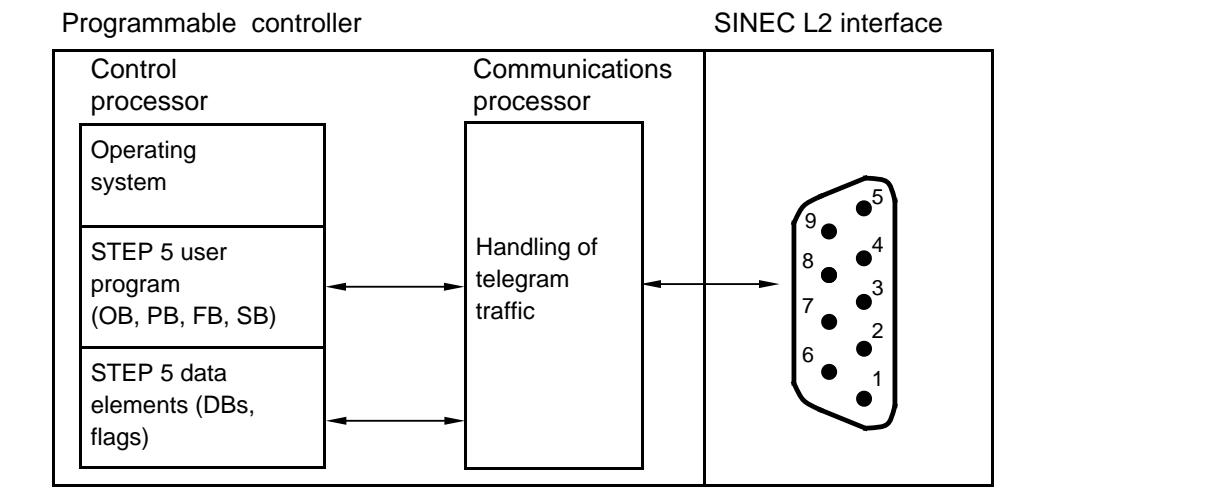 Programmable controller
SINEC L2 interface
Control
processor
Communications
processor
Operating
system
STEP 5 user
program
(OB, PB, FB, SB)
STEP 5 data
elements (DBs,
flags)
Handling of
telegram
traffic
5
9
4
8
3
7
2
6
1